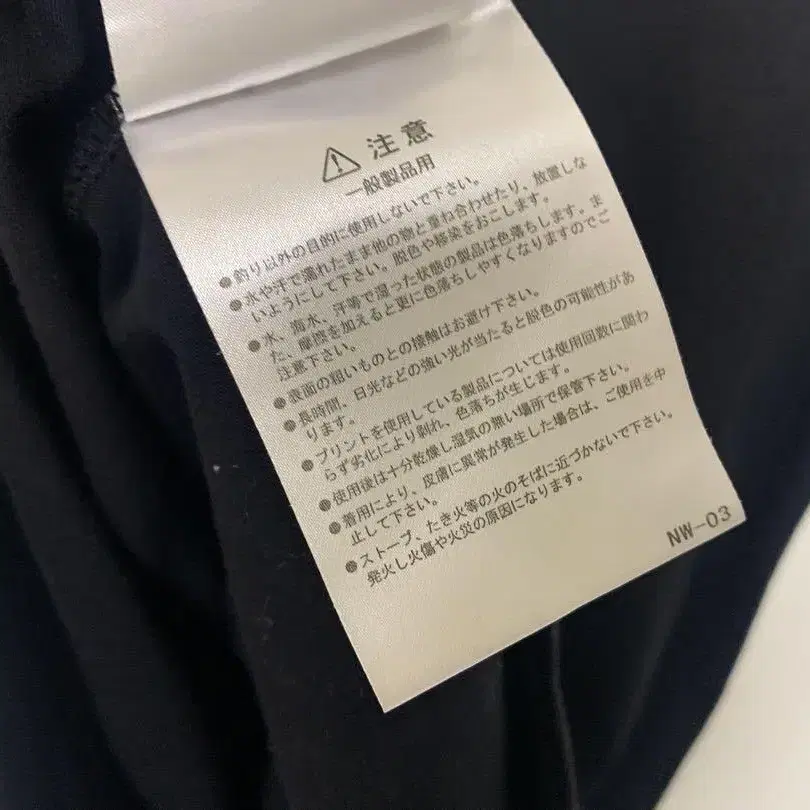 ⚠ 注意
一般製品用
●釣り以外の目的に使用しないで下さい。
●水や汗で濡れたまま他の物と重ね合わせたり、放置しな
いようにして下さい。脱色や移染をおこします。
●水、海水、汗等で湿った状態の製品は色落ちします。ま
た、摩擦を加えると更に色落ちしやすくなりますのでご
注意下さい。
●表面の粗いものとの接触はお避け下さい。
●長時間、日光などの強い光が当たると脱色の可能性があ
ります。
●プリントを使用している製品については使用回数に関わ
らず劣化により剥れ、色落ちが生じます。
●使用後は十分乾燥し湿気の無い場所で保管下さい。
●着用により、皮膚に異常が発生した場合は、ご使用を中
止して下さい。
●ストーブ、たき火等の火のそばに近づかないで下さい。
発火し火傷や火災の原因になります。
NW-03